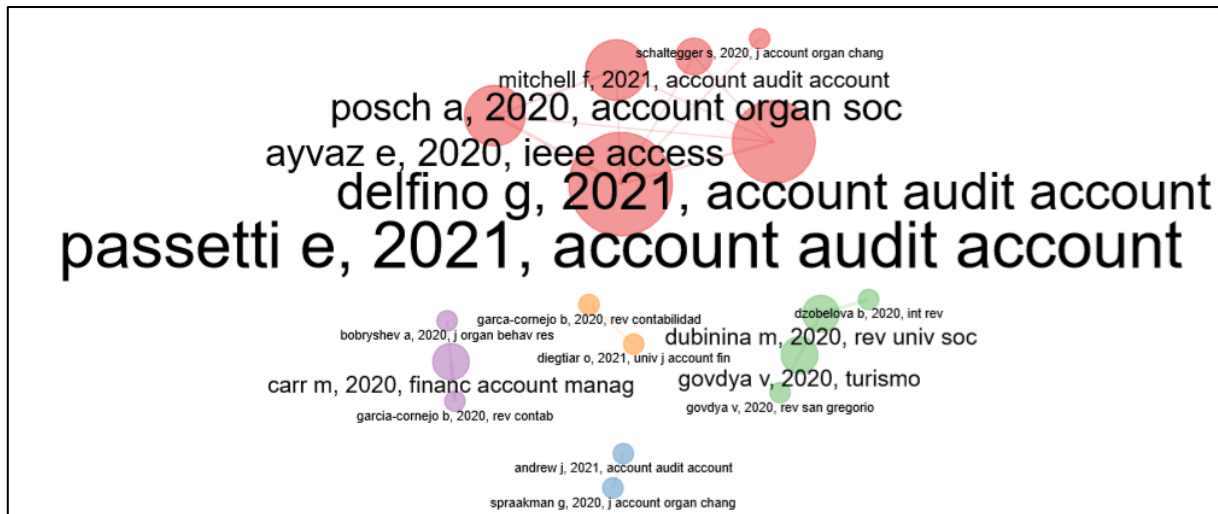 schaltegger s, 2020, j account organ chang
mitchell f, 2021, account audit account
posch a, 2020, account organ soc
ayvaz e, 2020, ieee access
delfino g, 2021, account audit account
passetti e, 2021, account audit account
dzobelova b, 2020, int rev
garca-cornejo b, 2020, rev contabilidad
bobryshev a, 2020, j organ behav res
dubinina m, 2020, rev univ soc
diegtiar o, 2021, univ j account fin
carr m, 2020, financ account manag
govdya v, 2020, turismo
govdya v, 2020, rev san gregorio
garcia-cornejo b, 2020, rev contab
andrew j, 2021, account audit account
spraakman g, 2020, j account organ chang